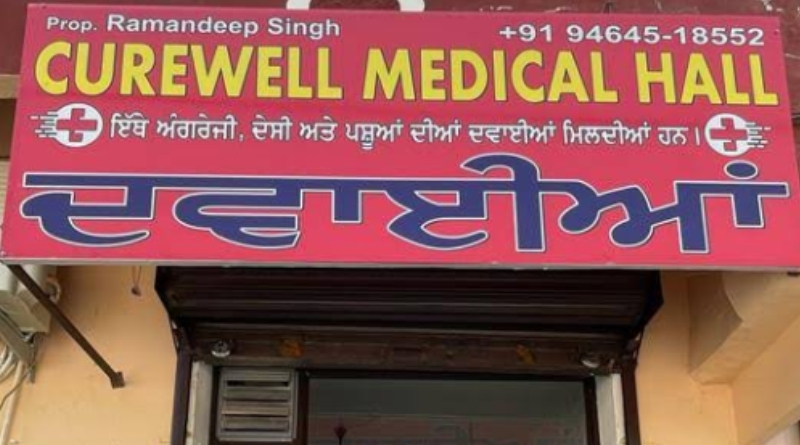 Prop. Ramandeep Singh +91 94645-18552
CUREWELL MEDICAL HALL
ਇੱਥੇ ਅੰਗਰੇਜੀ, ਦੇਸੀ ਅਤੇ ਪਸ਼ੂਆਂ ਦੀਆਂ ਦਵਾਈਆਂ ਮਿਲਦੀਆਂ ਹਨ।
ਦਵਾਈਆਂ